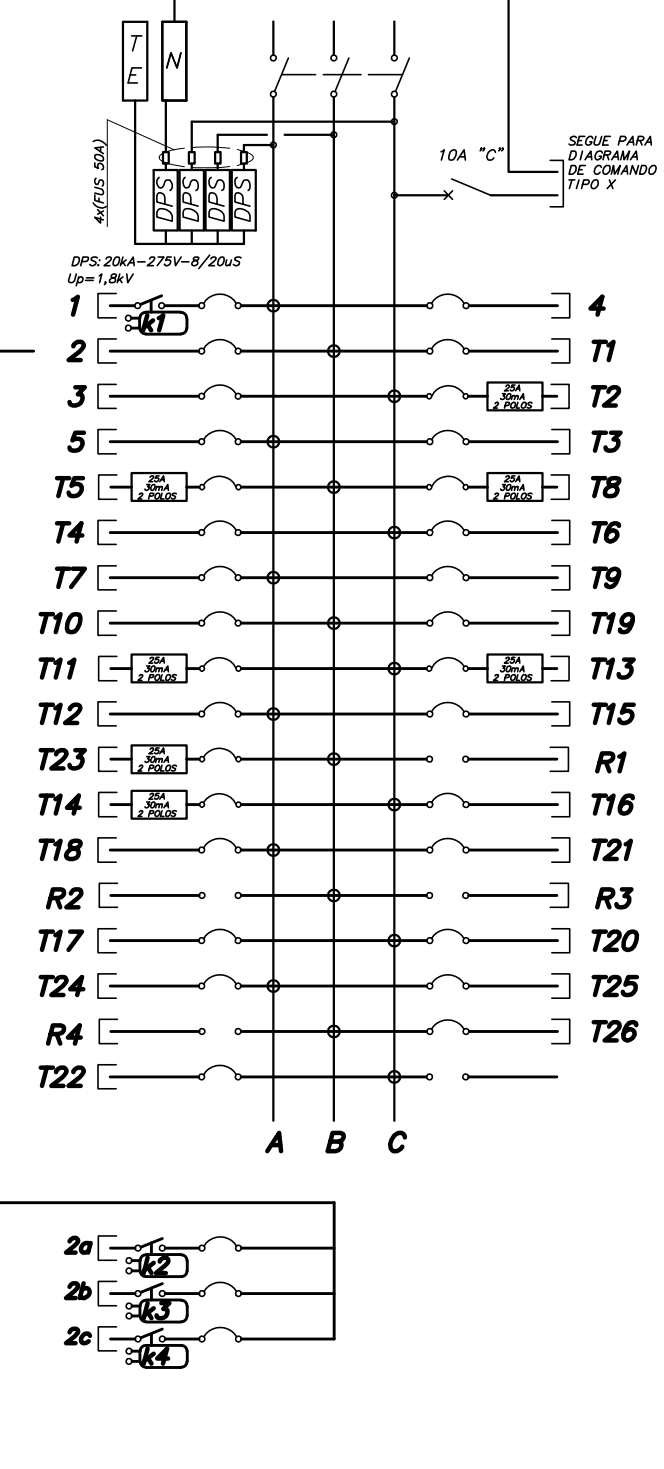 T
E
N
4x(FUS 50A)
DPS
DPS
DPS
DPS
10A "C"
SEGUE PARA
DIAGRAMA
DE COMANDO
TIPO X
DPS: 20kA-275V-8/20uS
Up=1,8kV
1
k1
4
2
T1
3
25A
30mA
2 POLOS
T2
5
T3
T5
25A
30mA
2 POLOS
25A
30mA
2 POLOS
T8
T4
T6
T7
T9
T10
T19
T11
25A
30mA
2 POLOS
25A
30mA
2 POLOS
T13
T12
T15
T23
25A
30mA
2 POLOS
R1
T14
25A
30mA
2 POLOS
T16
T18
T21
R2
R3
T17
T20
T24
T25
R4
T26
T22
A
B
C
2a
k2
2b
k3
2c
k4